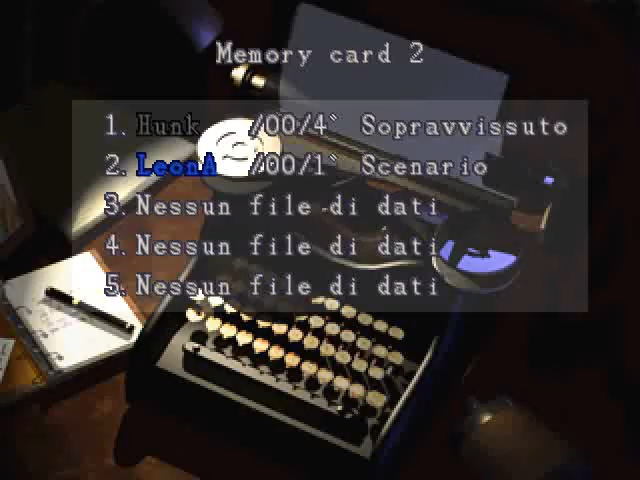 Memory card 2
1. Hunk /00/4` Sopravvissuto
2. LeonA /00/1` Scenario
3. Nessun file di dati
4. Nessun file di dati
5. Nessun file di dati